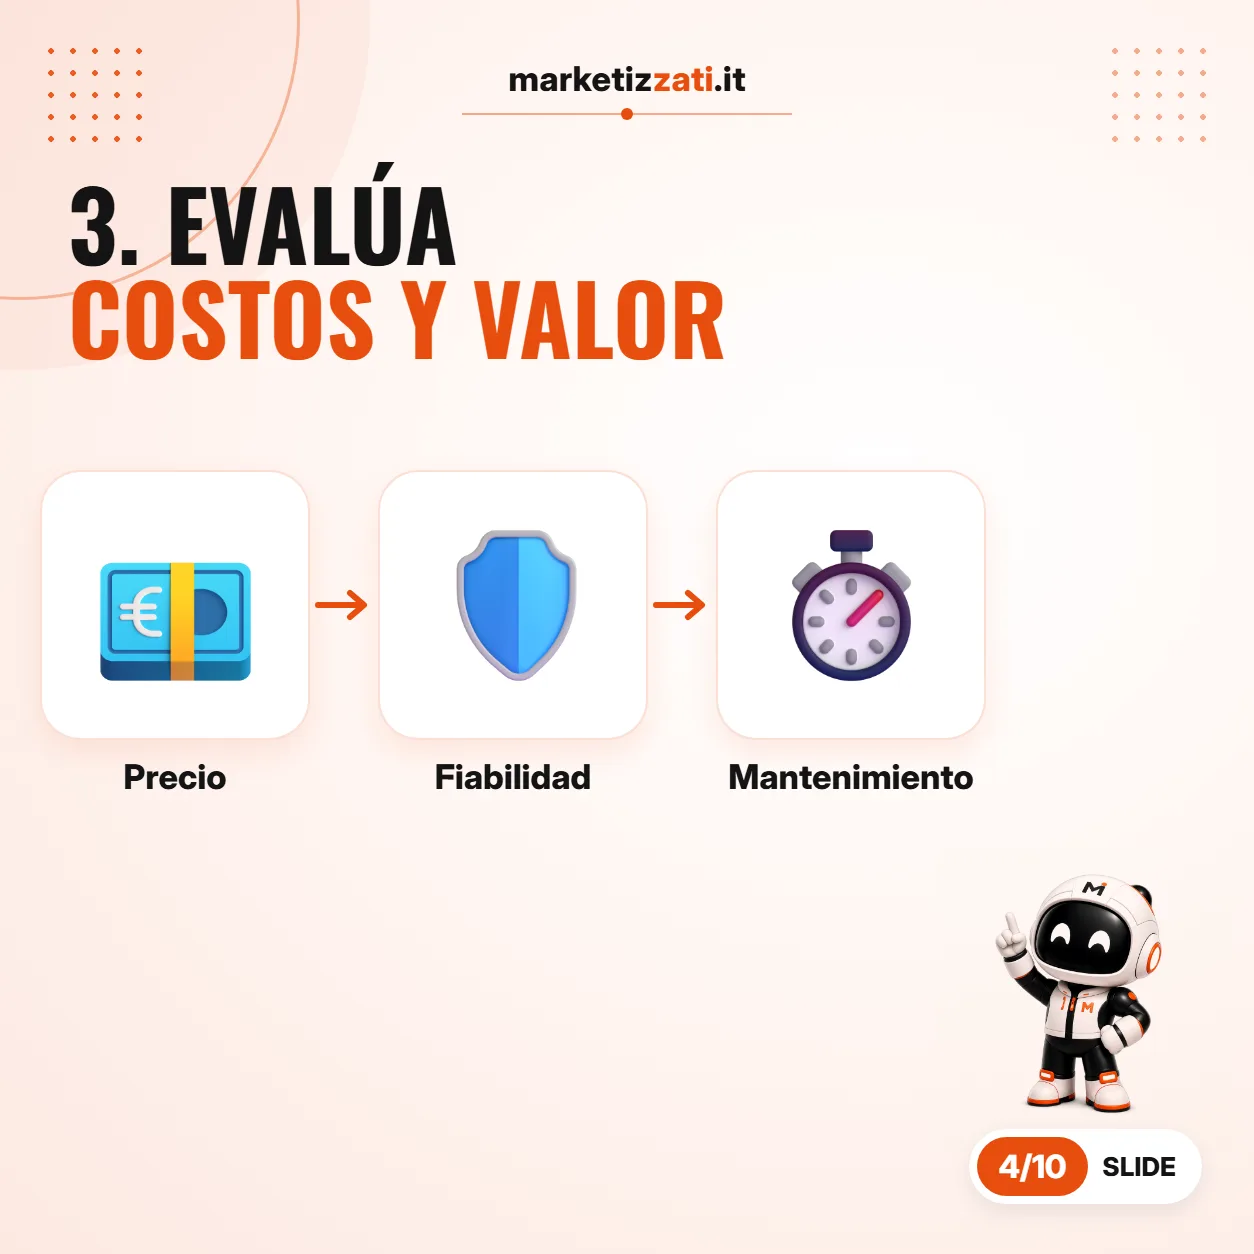 marketizzati.it
3. EVALÚA
COSTOS Y VALOR
€
Precio
Fiabilidad
Mantenimiento
M
M
4/10 SLIDE